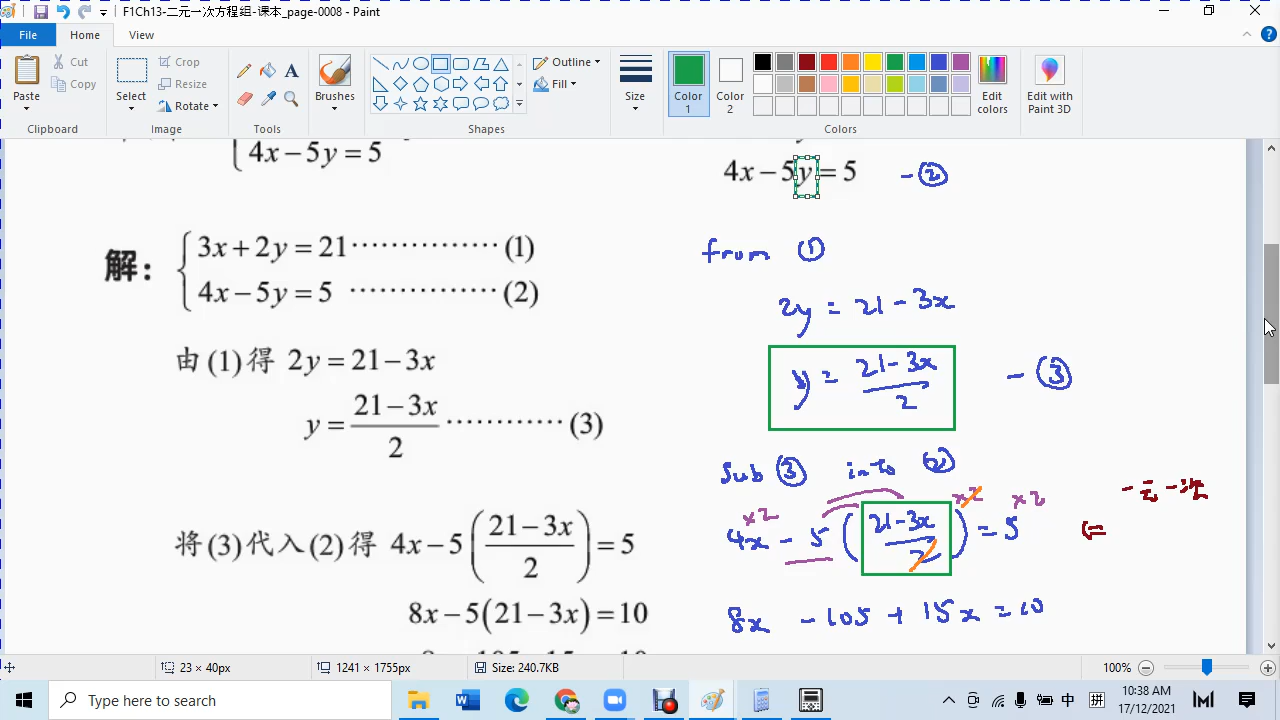 F1Ch13-二元一次方程组-课本_page-0008 - Paint
File Home View
Paste Cut Copy
Select Crop Resize Rotate
Brushes
Outline Fill
Size
Color 1 Color 2
Edit colors
Edit with Paint 3D
Clipboard Image Tools Shapes Colors
4x−5y=5
4x−5y=5 -②
解: 3x+2y=21 ··············· (1)
4x−5y=5 ··············· (2)
由(1)得 2y=21−3x
y=(21−3x)/2 ············ (3)
将(3)代入(2)得 4x−5((21−3x)/2)=5
8x−5(21−3x)=10
from ①
2y = 21-3x
y = (21-3x)/2 -③
Sub ③ into ②
x2 x2 x2
4x - 5((21-3x)/2) = 5 ⇐
8x -105 + 15x = 10
23 × 40px 1241 × 1755px Size: 240.7KB 100%
Type here to search
中 拼 10:38 AM
17/12/2021